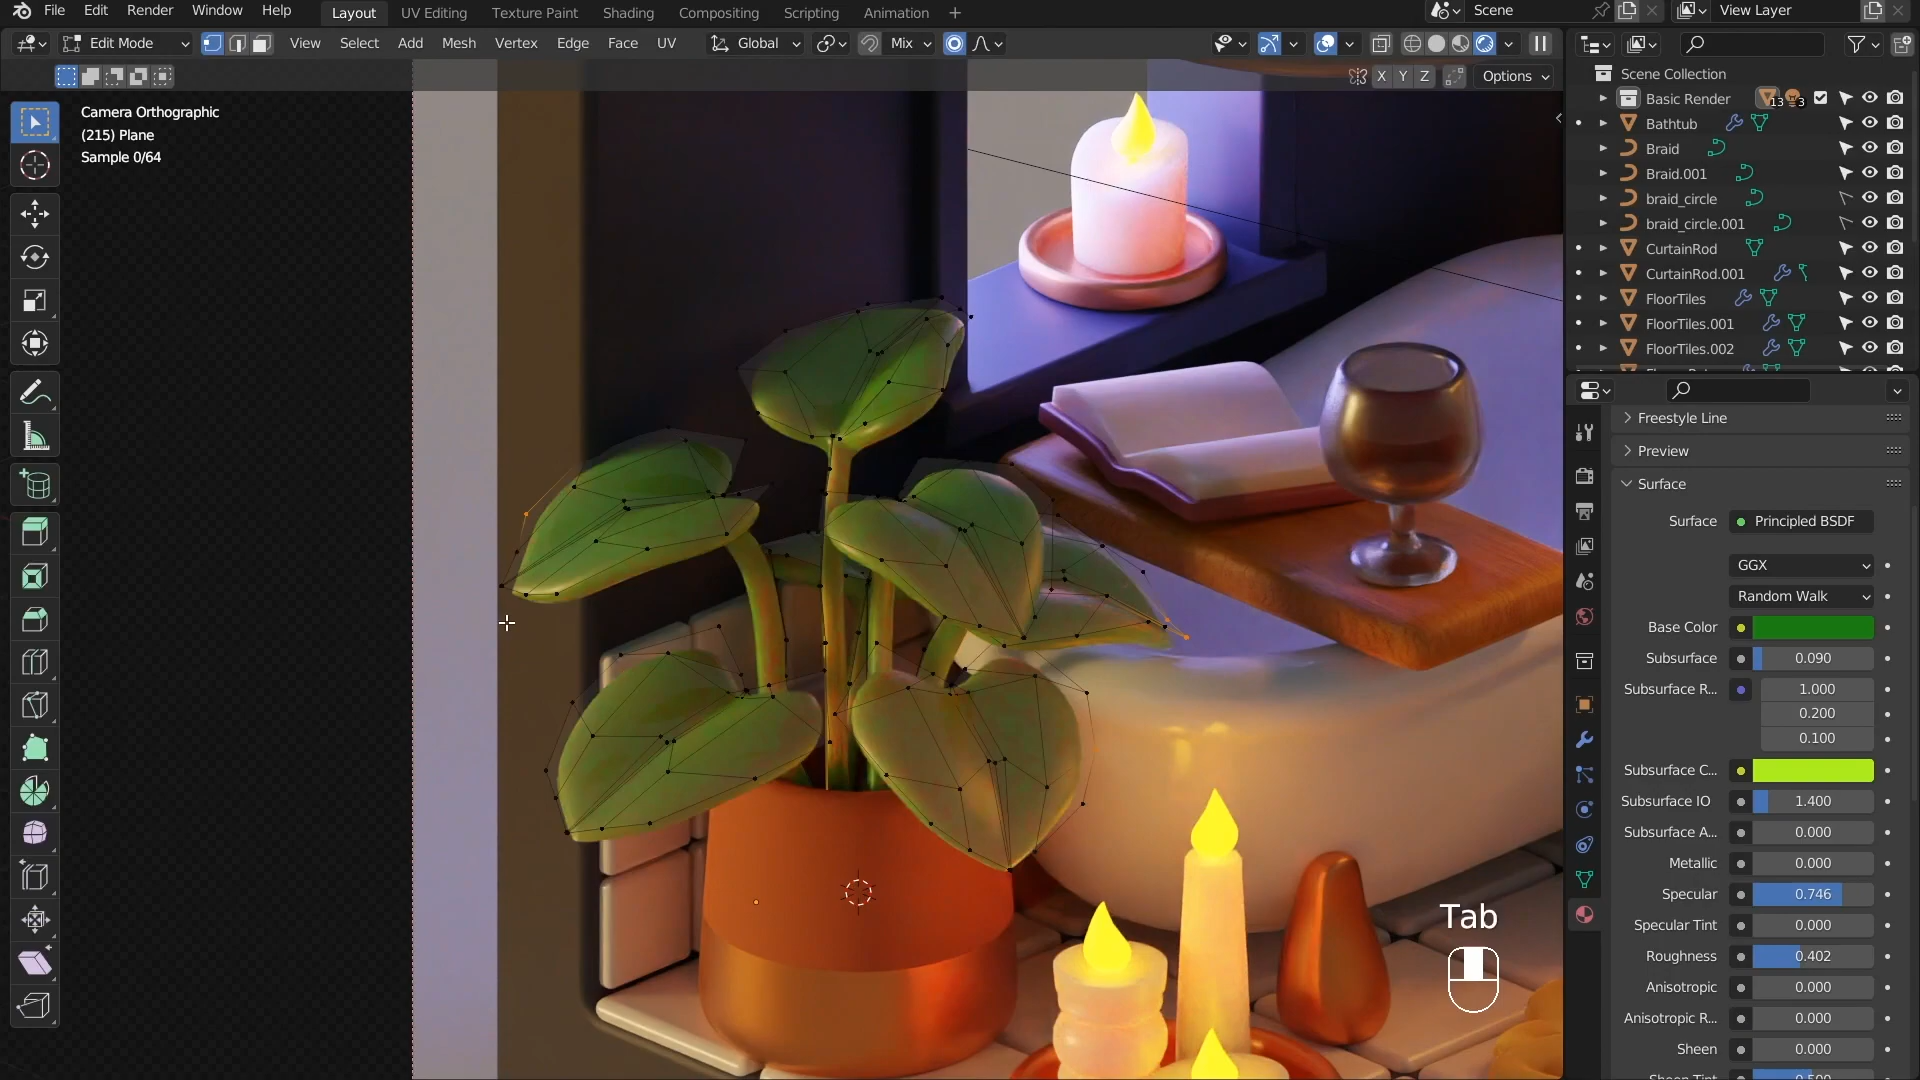 File Edit Render Window Help Layout UV Editing Texture Paint Shading Compositing Scripting Animation + Scene View Layer
Edit Mode View Select Add Mesh Vertex Edge Face UV Global Mix
X Y Z Options
Camera Orthographic
(215) Plane
Sample 0/64
Scene Collection
Basic Render 13 3
Bathtub
Braid
Braid.001
braid_circle
braid_circle.001
CurtainRod
CurtainRod.001
FloorTiles
FloorTiles.001
FloorTiles.002
Freestyle Line
Preview
Surface
Surface Principled BSDF
GGX
Random Walk
Base Color
Subsurface 0.090
Subsurface R... 1.000
0.200
0.100
Subsurface C...
Subsurface IO 1.400
Subsurface A... 0.000
Metallic 0.000
Specular 0.746
Specular Tint 0.000
Roughness 0.402
Anisotropic 0.000
Anisotropic R... 0.000
Sheen 0.000
Tab